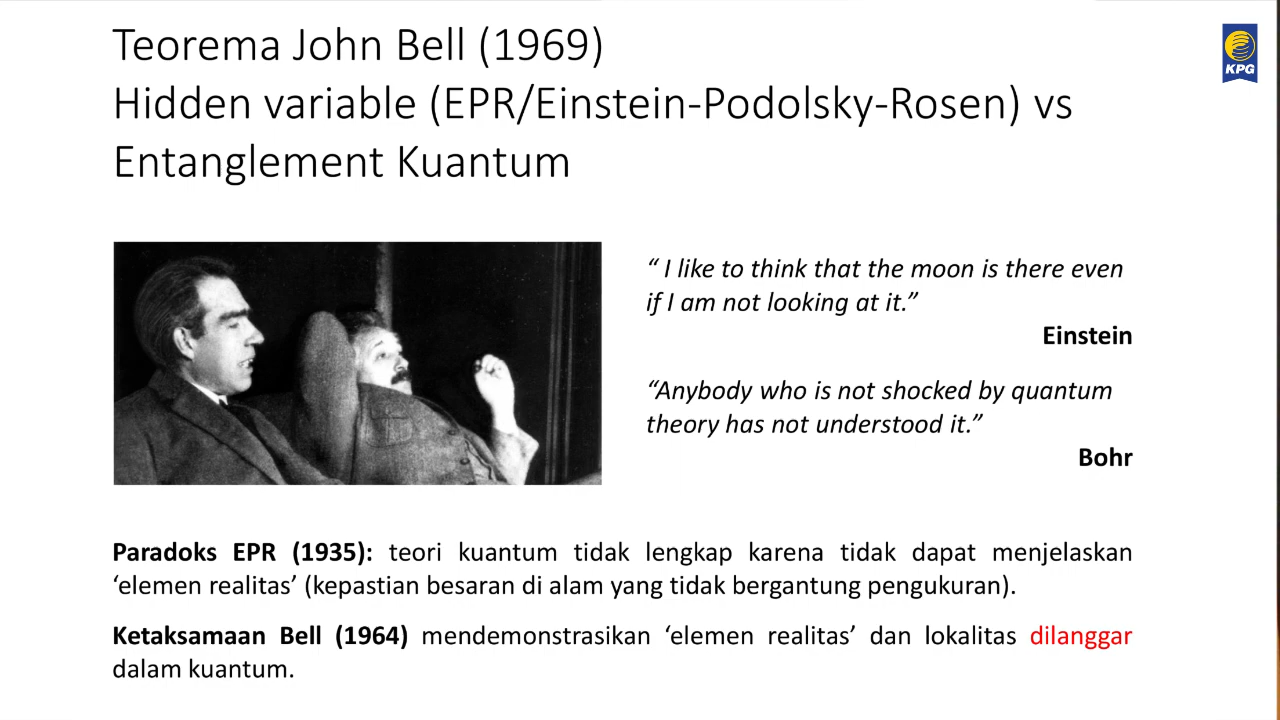 Teorema John Bell (1969)
Hidden variable (EPR/Einstein-Podolsky-Rosen) vs
Entanglement Kuantum
KPG
“ I like to think that the moon is there even
if I am not looking at it.”
Einstein
“Anybody who is not shocked by quantum
theory has not understood it.”
Bohr
Paradoks EPR (1935): teori kuantum tidak lengkap karena tidak dapat menjelaskan
‘elemen realitas’ (kepastian besaran di alam yang tidak bergantung pengukuran).
Ketaksamaan Bell (1964) mendemonstrasikan ‘elemen realitas’ dan lokalitas dilanggar
dalam kuantum.